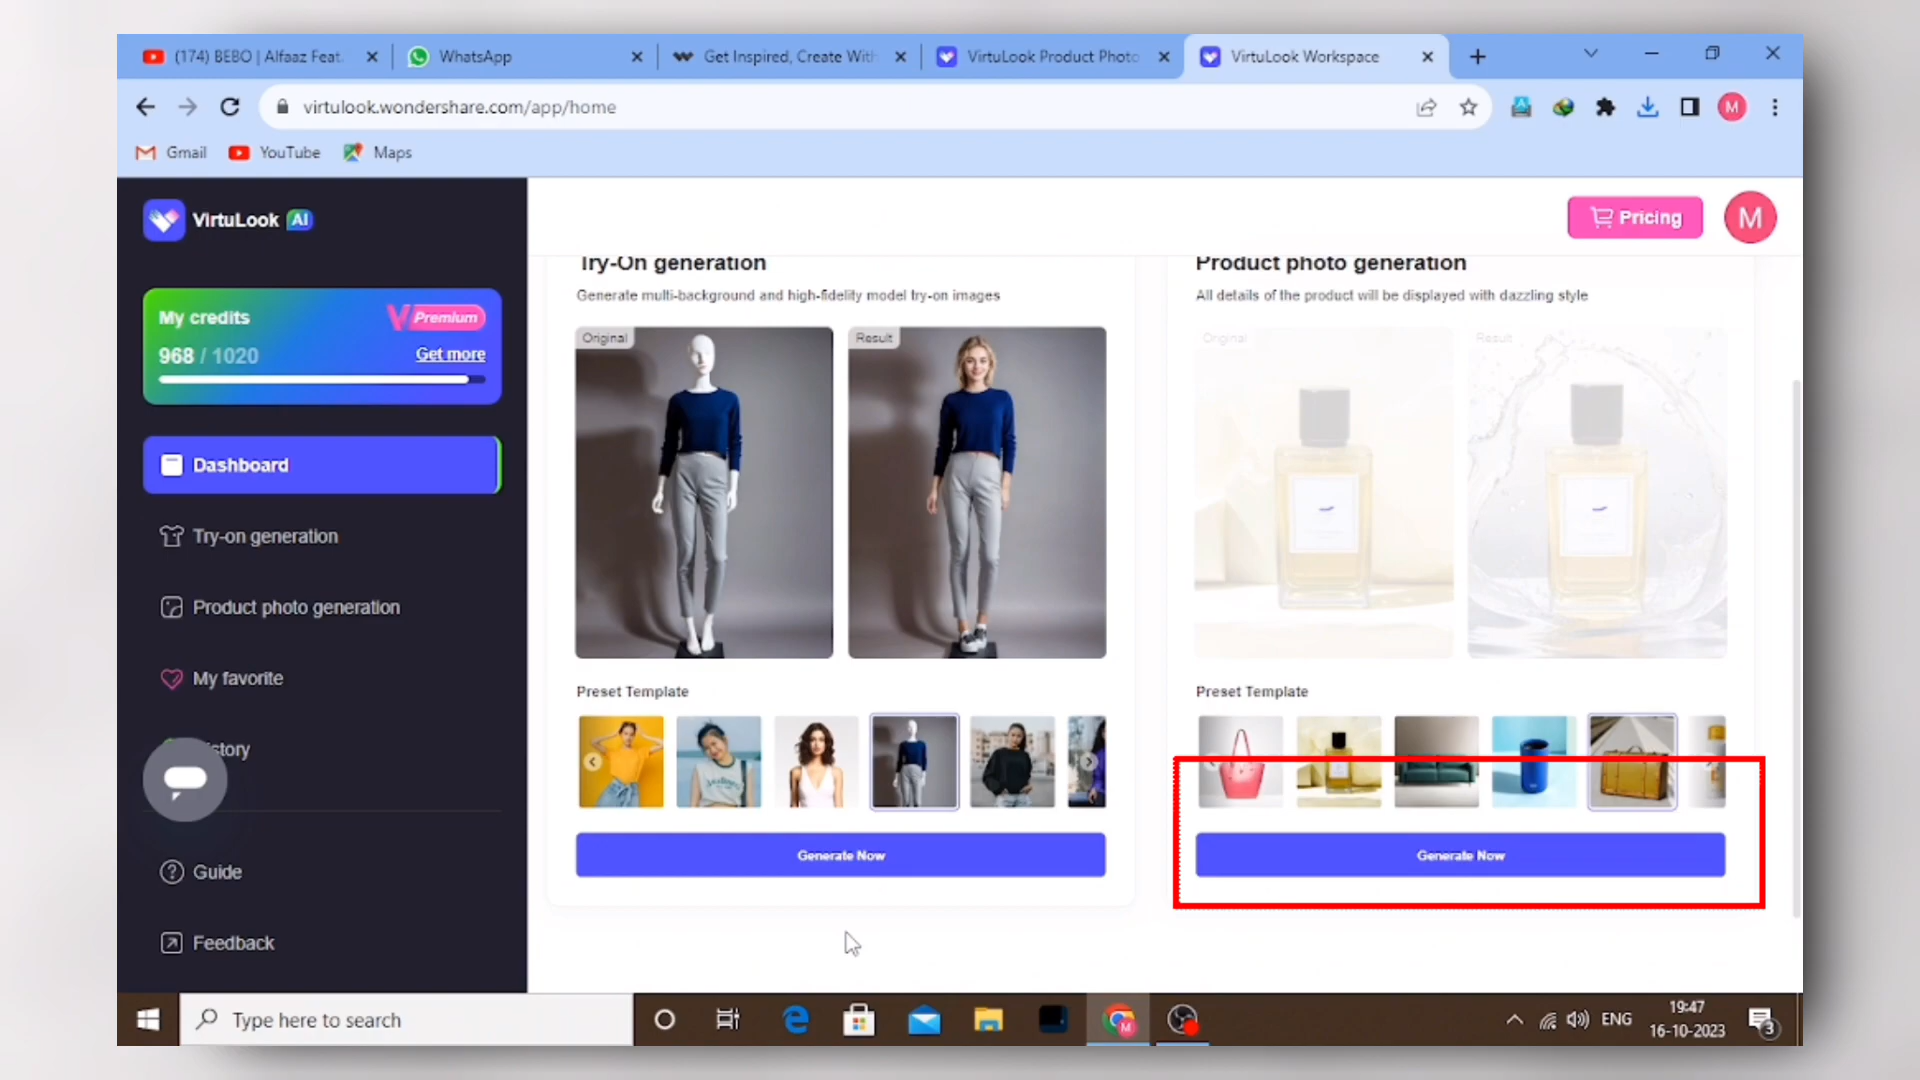 (174) BEBO | Alfaaz Feat.
WhatsApp
Get Inspired, Create With
VirtuLook Product Photo
VirtuLook Workspace
virtulook.wondershare.com/app/home
M
Gmail
YouTube
Maps
VirtuLook AI
Pricing
M
My credits
Premium
968 / 1020
Get more
Dashboard
Try-on generation
Product photo generation
My favorite
istory
Guide
Feedback
Try-On generation
Generate multi-background and high-fidelity model try-on images
Original
Result
Preset Template
Generate Now
Product photo generation
All details of the product will be displayed with dazzling style
Original
Result
Preset Template
Generate Now
Type here to search
M
ENG
19:47
16-10-2023
3